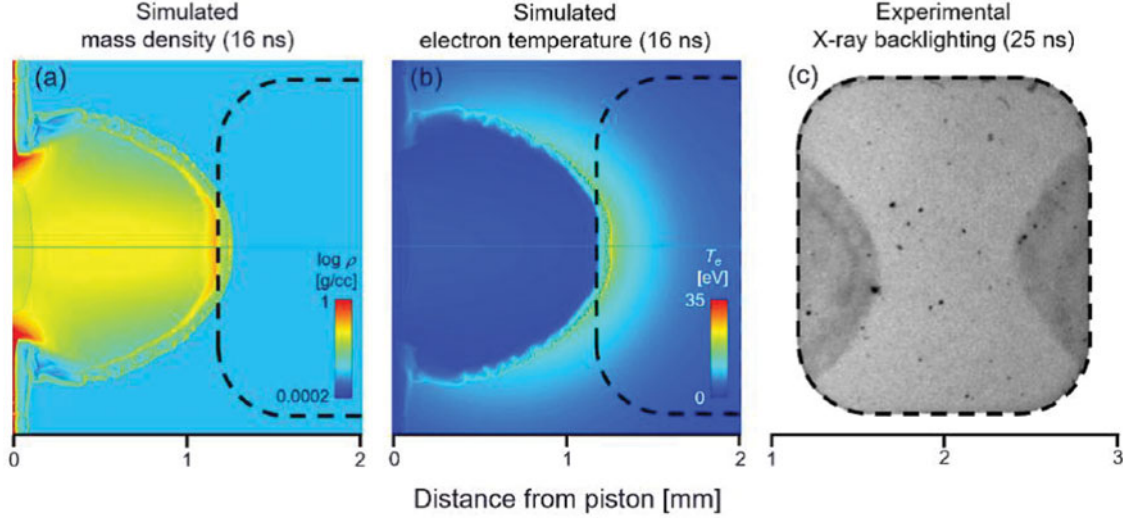 Simulated
mass density (16 ns)
Simulated
electron temperature (16 ns)
Experimental
X-ray backlighting (25 ns)
(a)
(b)
(c)
log ρ
[g/cc]
1
0.0002
T_e
[eV]
35
0
0 1 2
0 1 2
1 2 3
Distance from piston [mm]